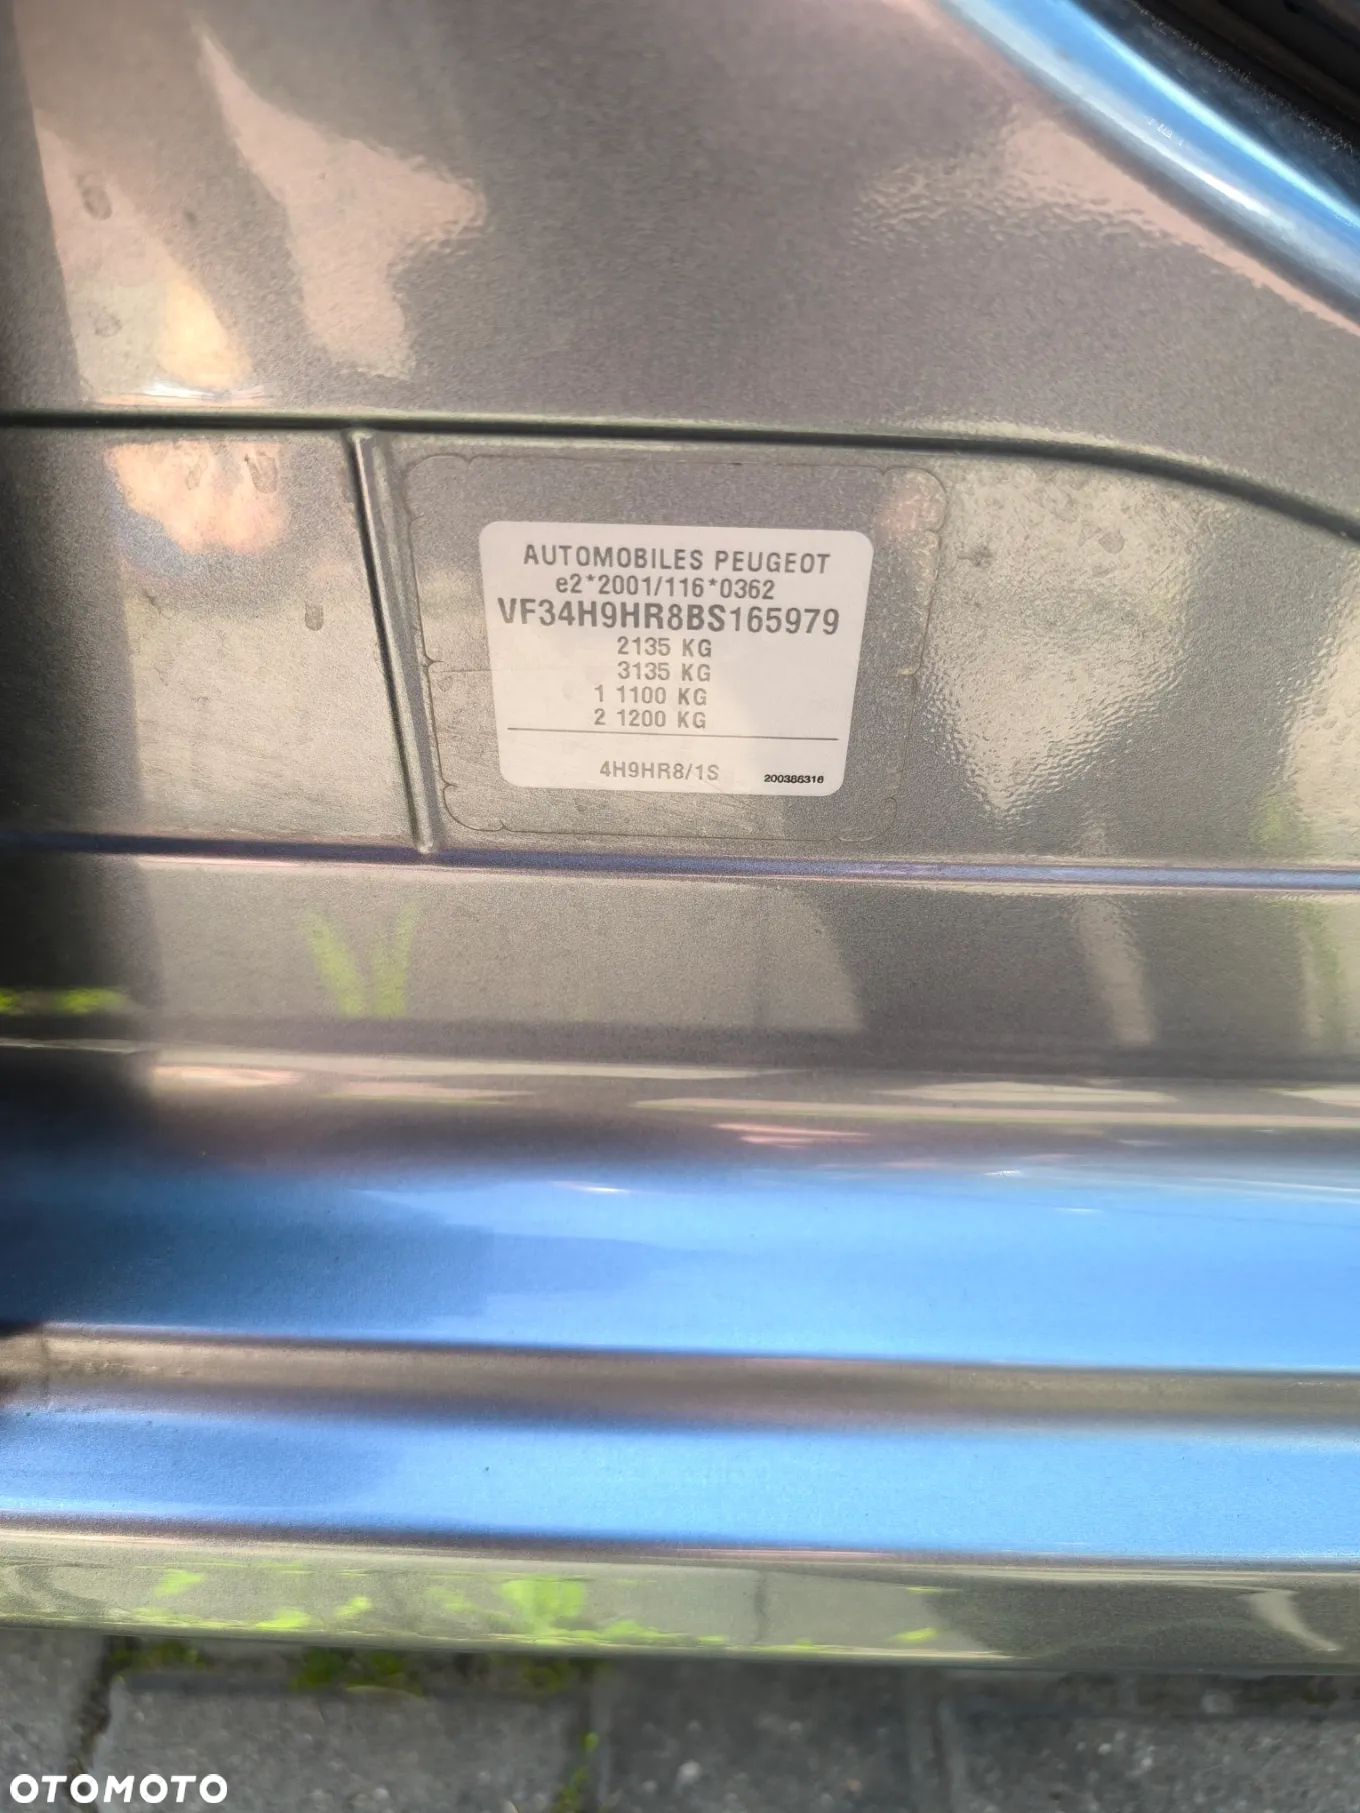 AUTOMOBILES PEUGEOT
e2*2001/116*0362
VF34H9HR8BS165979
2135 KG
3135 KG
1 1100 KG
2 1200 KG
4H9HR8/1S
200386316
OTOMOTO